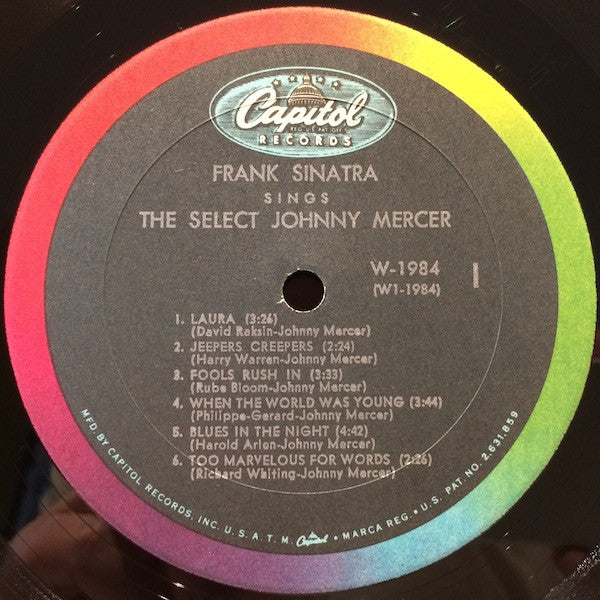 Capitol
REG. U.S. PAT. OFF.
RECORDS
FRANK SINATRA
SINGS
THE SELECT JOHNNY MERCER
W-1984
(W1-1984)
1
1. LAURA (3:26)
(David Raksin-Johnny Mercer)
2. JEEPERS CREEPERS (2:24)
(Harry Warren-Johnny Mercer)
3. FOOLS RUSH IN (3:33)
(Rube Bloom-Johnny Mercer)
4. WHEN THE WORLD WAS YOUNG (3:44)
(Philippe-Gerard-Johnny Mercer)
5. BLUES IN THE NIGHT (4:42)
(Harold Arlen-Johnny Mercer)
6. TOO MARVELOUS FOR WORDS (2:26)
(Richard Whiting-Johnny Mercer)
MFD. BY CAPITOL RECORDS, INC. U.S.A. T.M. Capitol • MARCA REG. • U.S. PAT. NO. 2,631,859